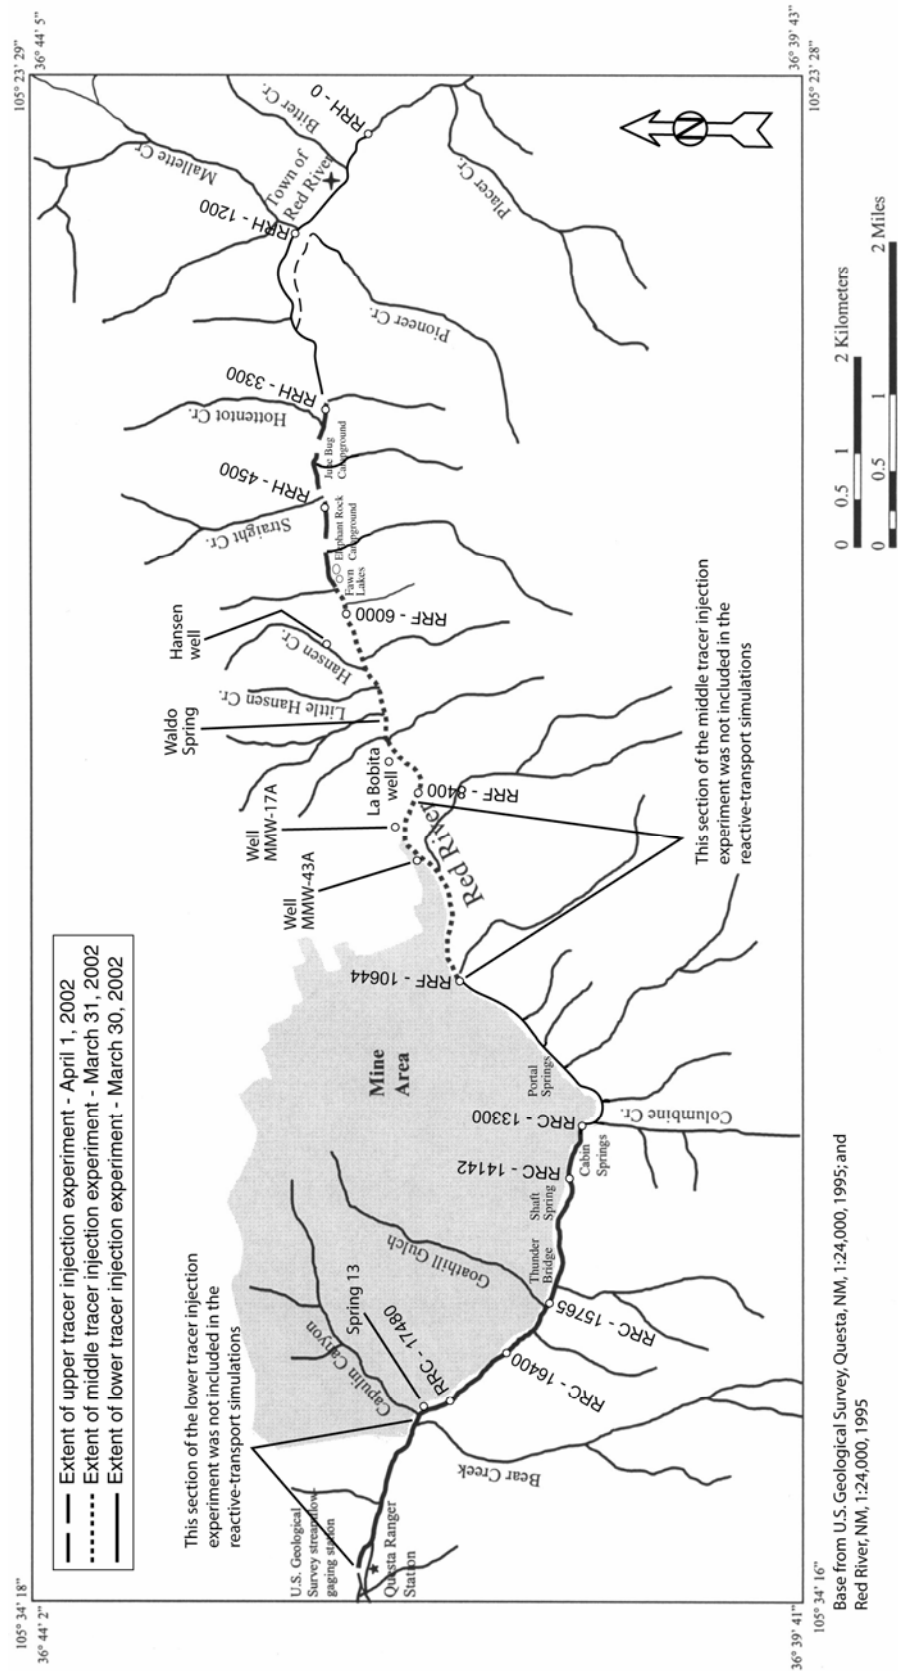 105° 34' 18"
36° 44' 2"
105° 23' 29"
36° 44' 5"
Extent of upper tracer injection experiment - April 1, 2002
Extent of middle tracer injection experiment - March 31, 2002
Extent of lower tracer injection experiment - March 30, 2002
This section of the lower tracer injection
experiment was not included in the
reactive-transport simulations
U.S. Geological
Survey streamflow-
gaging station
Questa Ranger
Station
Bear Creek
Capulin Canyon
Spring 13
RRC - 17480
RRC - 16400
RRC - 15765
Goathill Gulch
Thunder
Bridge
Shaft
Spring
RRC - 14142
Cabin
Springs
RRC - 13300
Columbine Cr.
Portal
Springs
Mine
Area
RRF - 10644
Red River
Well
MMW-43A
Well
MMW-17A
RRF - 8400
La Bobita
well
Waldo
Spring
Little Hansen Cr.
Hansen Cr.
Hansen
well
RRF - 6000
This section of the middle tracer injection
experiment was not included in the
reactive-transport simulations
Fawn
Lakes
Elephant Rock
Campground
Straight Cr.
RRH - 4500
June Bug
Campground
Hottentot Cr.
RRH - 3300
Pioneer Cr.
RRH - 1200
Mallette Cr.
Town of
Red River
Bitter Cr.
RRH - 0
Placer Cr.
N
36° 39' 41"
105° 34' 16"
36° 39' 43"
105° 23' 28"
Base from U.S. Geological Survey, Questa, NM, 1:24,000, 1995; and
Red River, NM, 1:24,000, 1995
0 0.5 1 2 Kilometers
0 0.5 1 2 Miles